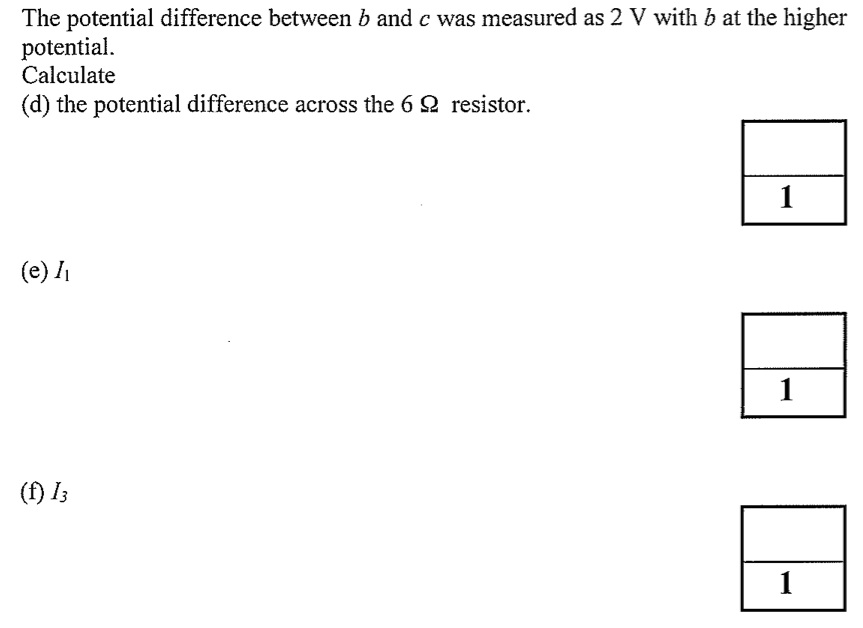 The potential difference between b and c was measured as 2 V with b at the higher
potential.
Calculate
(d) the potential difference across the 6 Ω resistor.
1
(e) I₁
1
(f) I₃
1